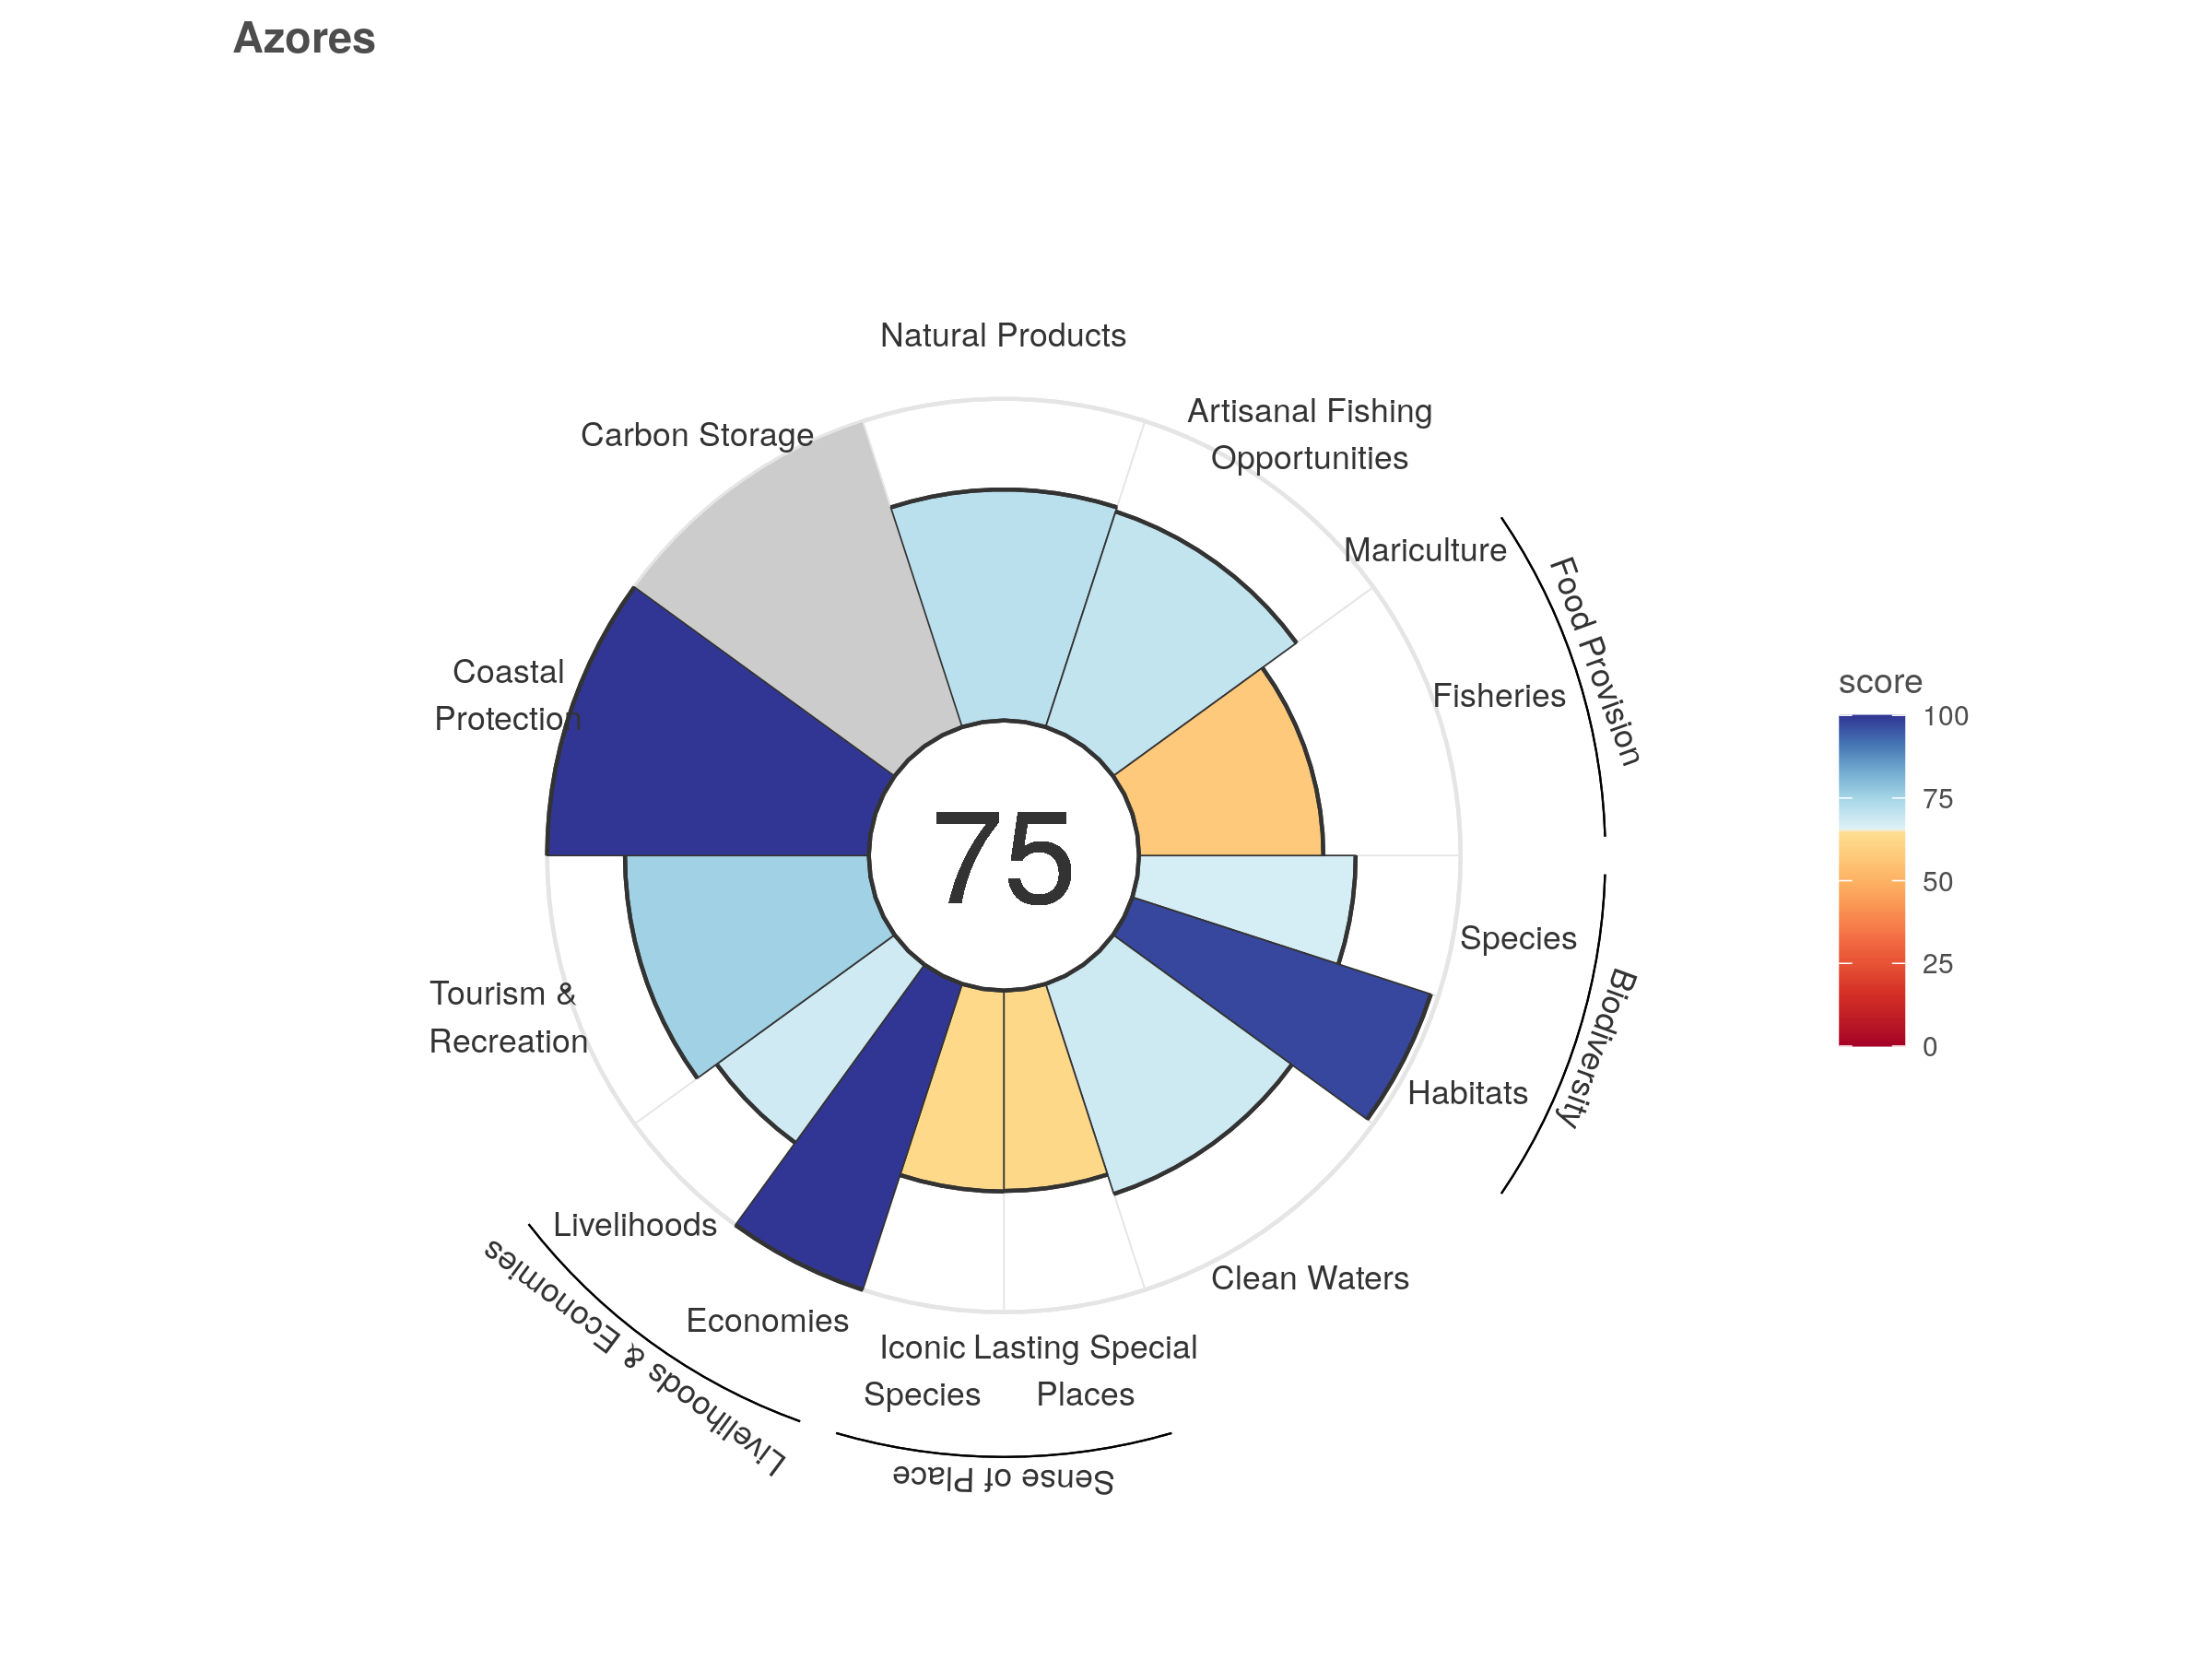 Azores
Natural Products
Artisanal Fishing
Opportunities
Carbon Storage
Mariculture
Food Provision
Fisheries
Coastal
Protection
75
Species
Biodiversity
Habitats
Tourism &
Recreation
Livelihoods
Economies
Livelihoods & Economies
Clean Waters
Iconic
Species
Lasting Special
Places
Sense of Place
score
100
75
50
25
0